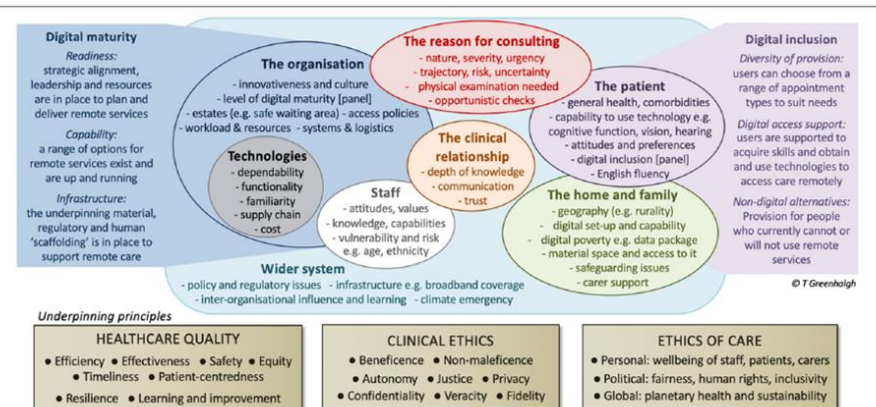 Digital maturity
Readiness:
strategic alignment,
leadership and resources
are in place to plan and
deliver remote services
Capability:
a range of options for
remote services exist and
are up and running
Infrastructure:
the underpinning material,
regulatory and human
'scaffolding' is in place to
support remote care
The organisation
- innovativeness and culture
- level of digital maturity [panel]
- estates (e.g. safe waiting area) - access policies
- workload & resources - systems & logistics
Technologies
- dependability
- functionality
- familiarity
- supply chain
- cost
Staff
- attitudes, values
- knowledge, capabilities
- vulnerability and risk
e.g. age, ethnicity
The reason for consulting
- nature, severity, urgency
- trajectory, risk, uncertainty
- physical examination needed
- opportunistic checks
The clinical
relationship
- depth of knowledge
- communication
- trust
The patient
- general health, comorbidities
- capability to use technology e.g.
cognitive function, vision, hearing
- attitudes and preferences
- digital inclusion [panel]
- English fluency
The home and family
- geography (e.g. rurality)
- digital set-up and capability
- digital poverty e.g. data package
- material space and access to it
- safeguarding issues
- carer support
Wider system
- policy and regulatory issues - infrastructure e.g. broadband coverage
- inter-organisational influence and learning - climate emergency
Digital inclusion
Diversity of provision:
users can choose from a
range of appointment
types to suit needs
Digital access support:
users are supported to
acquire skills and obtain
and use technologies to
access care remotely
Non-digital alternatives:
Provision for people
who currently cannot or
will not use remote
services
© T Greenhalgh
Underpinning principles
HEALTHCARE QUALITY
● Efficiency ● Effectiveness ● Safety ● Equity
● Timeliness ● Patient-centredness
● Resilience ● Learning and improvement
CLINICAL ETHICS
● Beneficence ● Non-maleficence
● Autonomy ● Justice ● Privacy
● Confidentiality ● Veracity ● Fidelity
ETHICS OF CARE
● Personal: wellbeing of staff, patients, carers
● Political: fairness, human rights, inclusivity
● Global: planetary health and sustainability